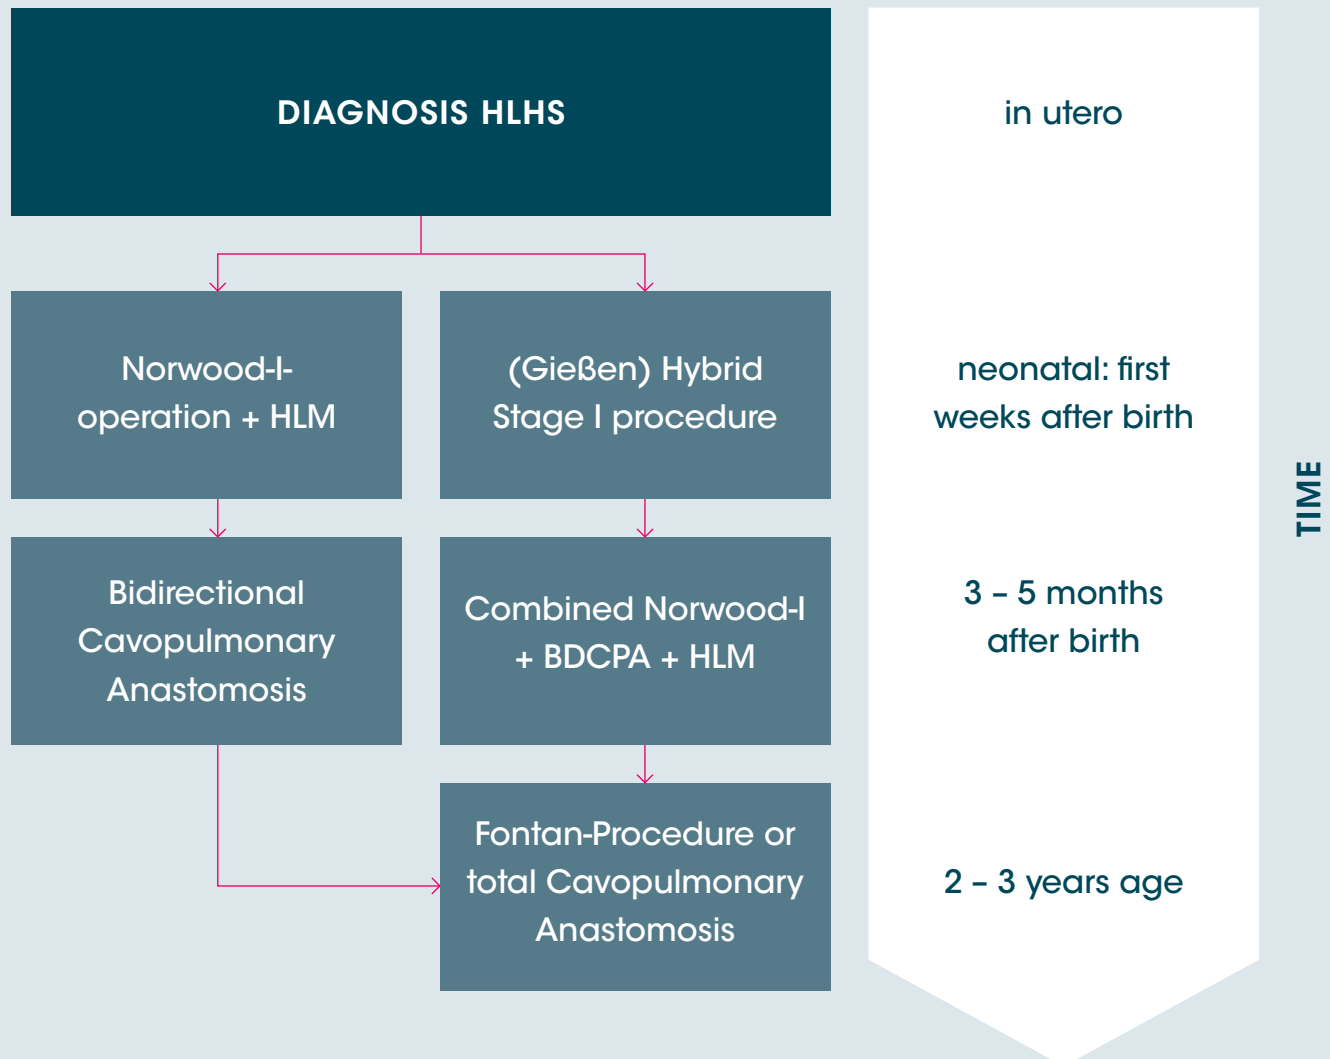 DIAGNOSIS HLHS
in utero
Norwood-I-
operation + HLM
(Gießen) Hybrid
Stage I procedure
neonatal: first
weeks after birth
Bidirectional
Cavopulmonary
Anastomosis
Combined Norwood-I
+ BDCPA + HLM
3 – 5 months
after birth
Fontan-Procedure or
total Cavopulmonary
Anastomosis
2 – 3 years age
TIME